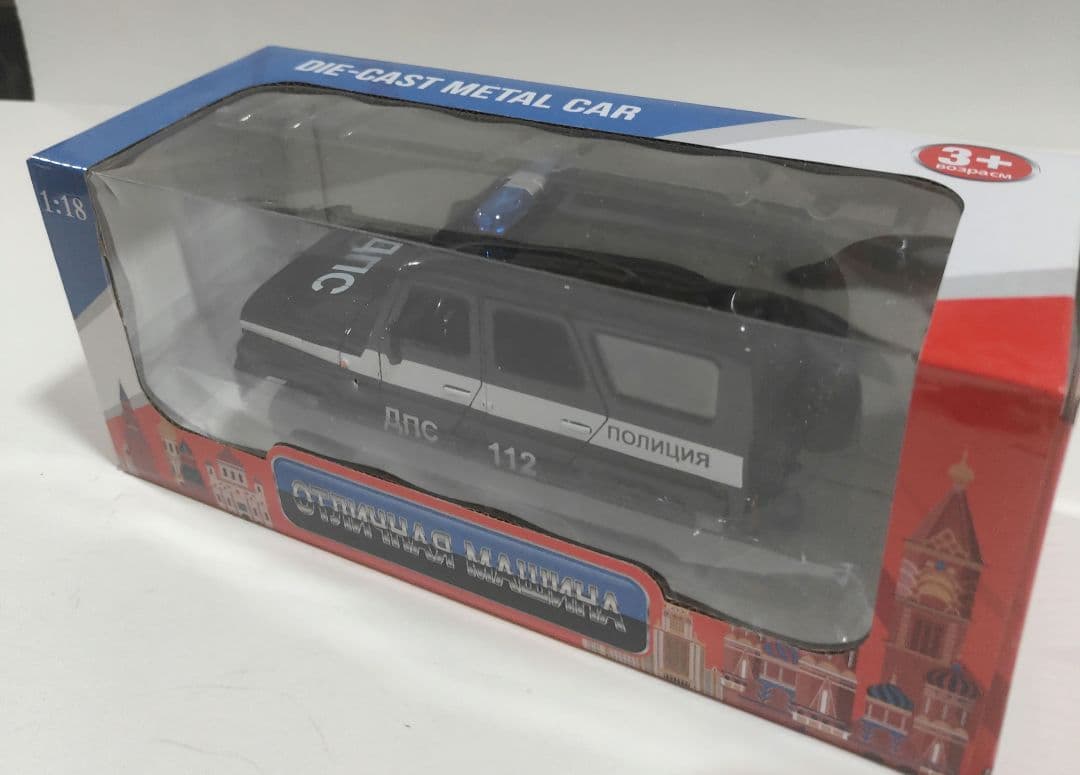 DIE-CAST METAL CAR
3+
возраст
1:18
ДПС
ДПС
112
ПОЛИЦИЯ
ОТЛИЧНАЯ МАШИНА